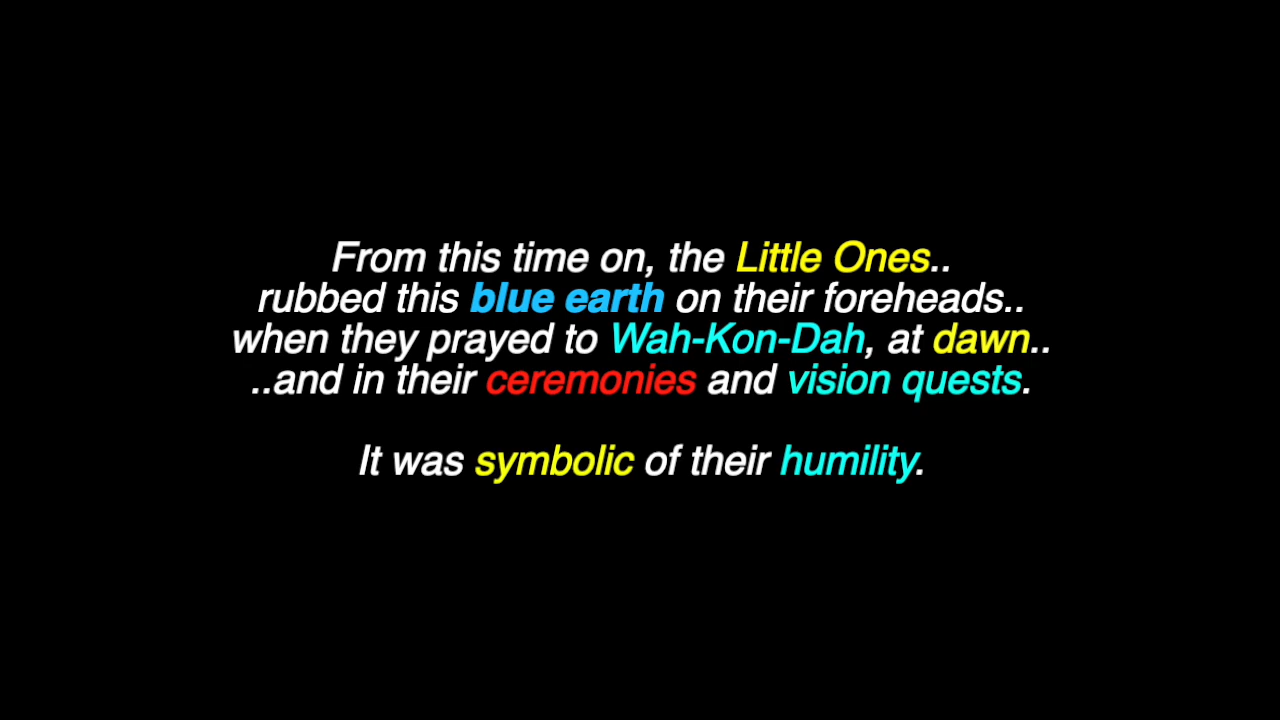 From this time on, the Little Ones..
rubbed this blue earth on their foreheads..
when they prayed to Wah-Kon-Dah, at dawn..
..and in their ceremonies and vision quests.
It was symbolic of their humility.